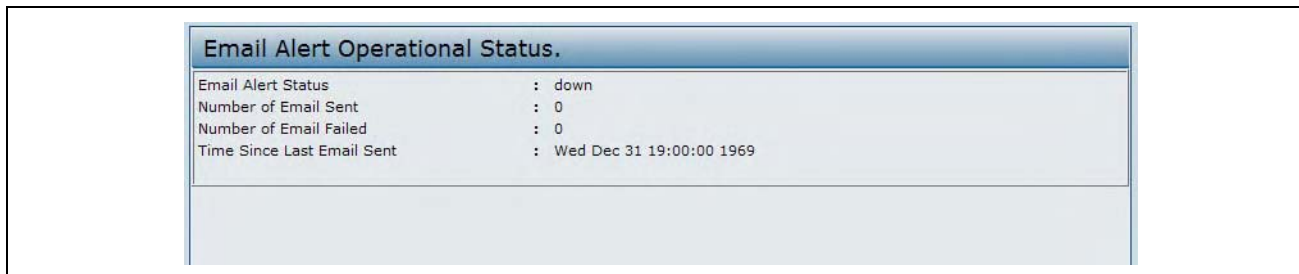 Email Alert Operational Status.
Email Alert Status : down
Number of Email Sent : 0
Number of Email Failed : 0
Time Since Last Email Sent : Wed Dec 31 19:00:00 1969